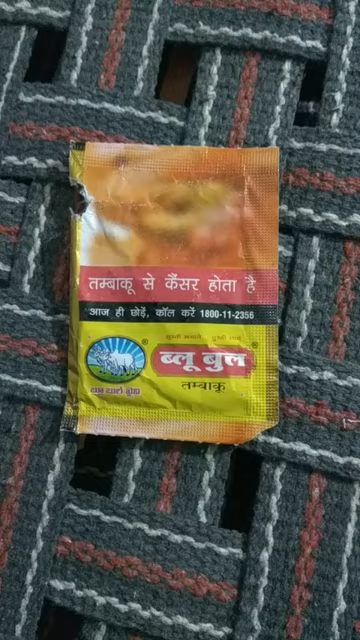 तम्बाकू से कैंसर होता है
आज ही छोड़ें, कॉल करें 1800-11-2356
®
ब्लू बुल ®
तम्बाकू